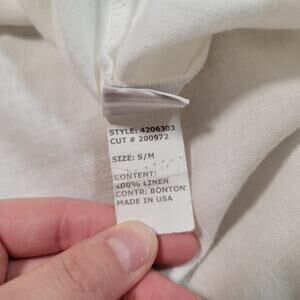 STYLE: 4206303
CUT # 200972
SIZE: S/M
CONTENT:
100% LINEN
CONTR: BONTON
MADE IN USA